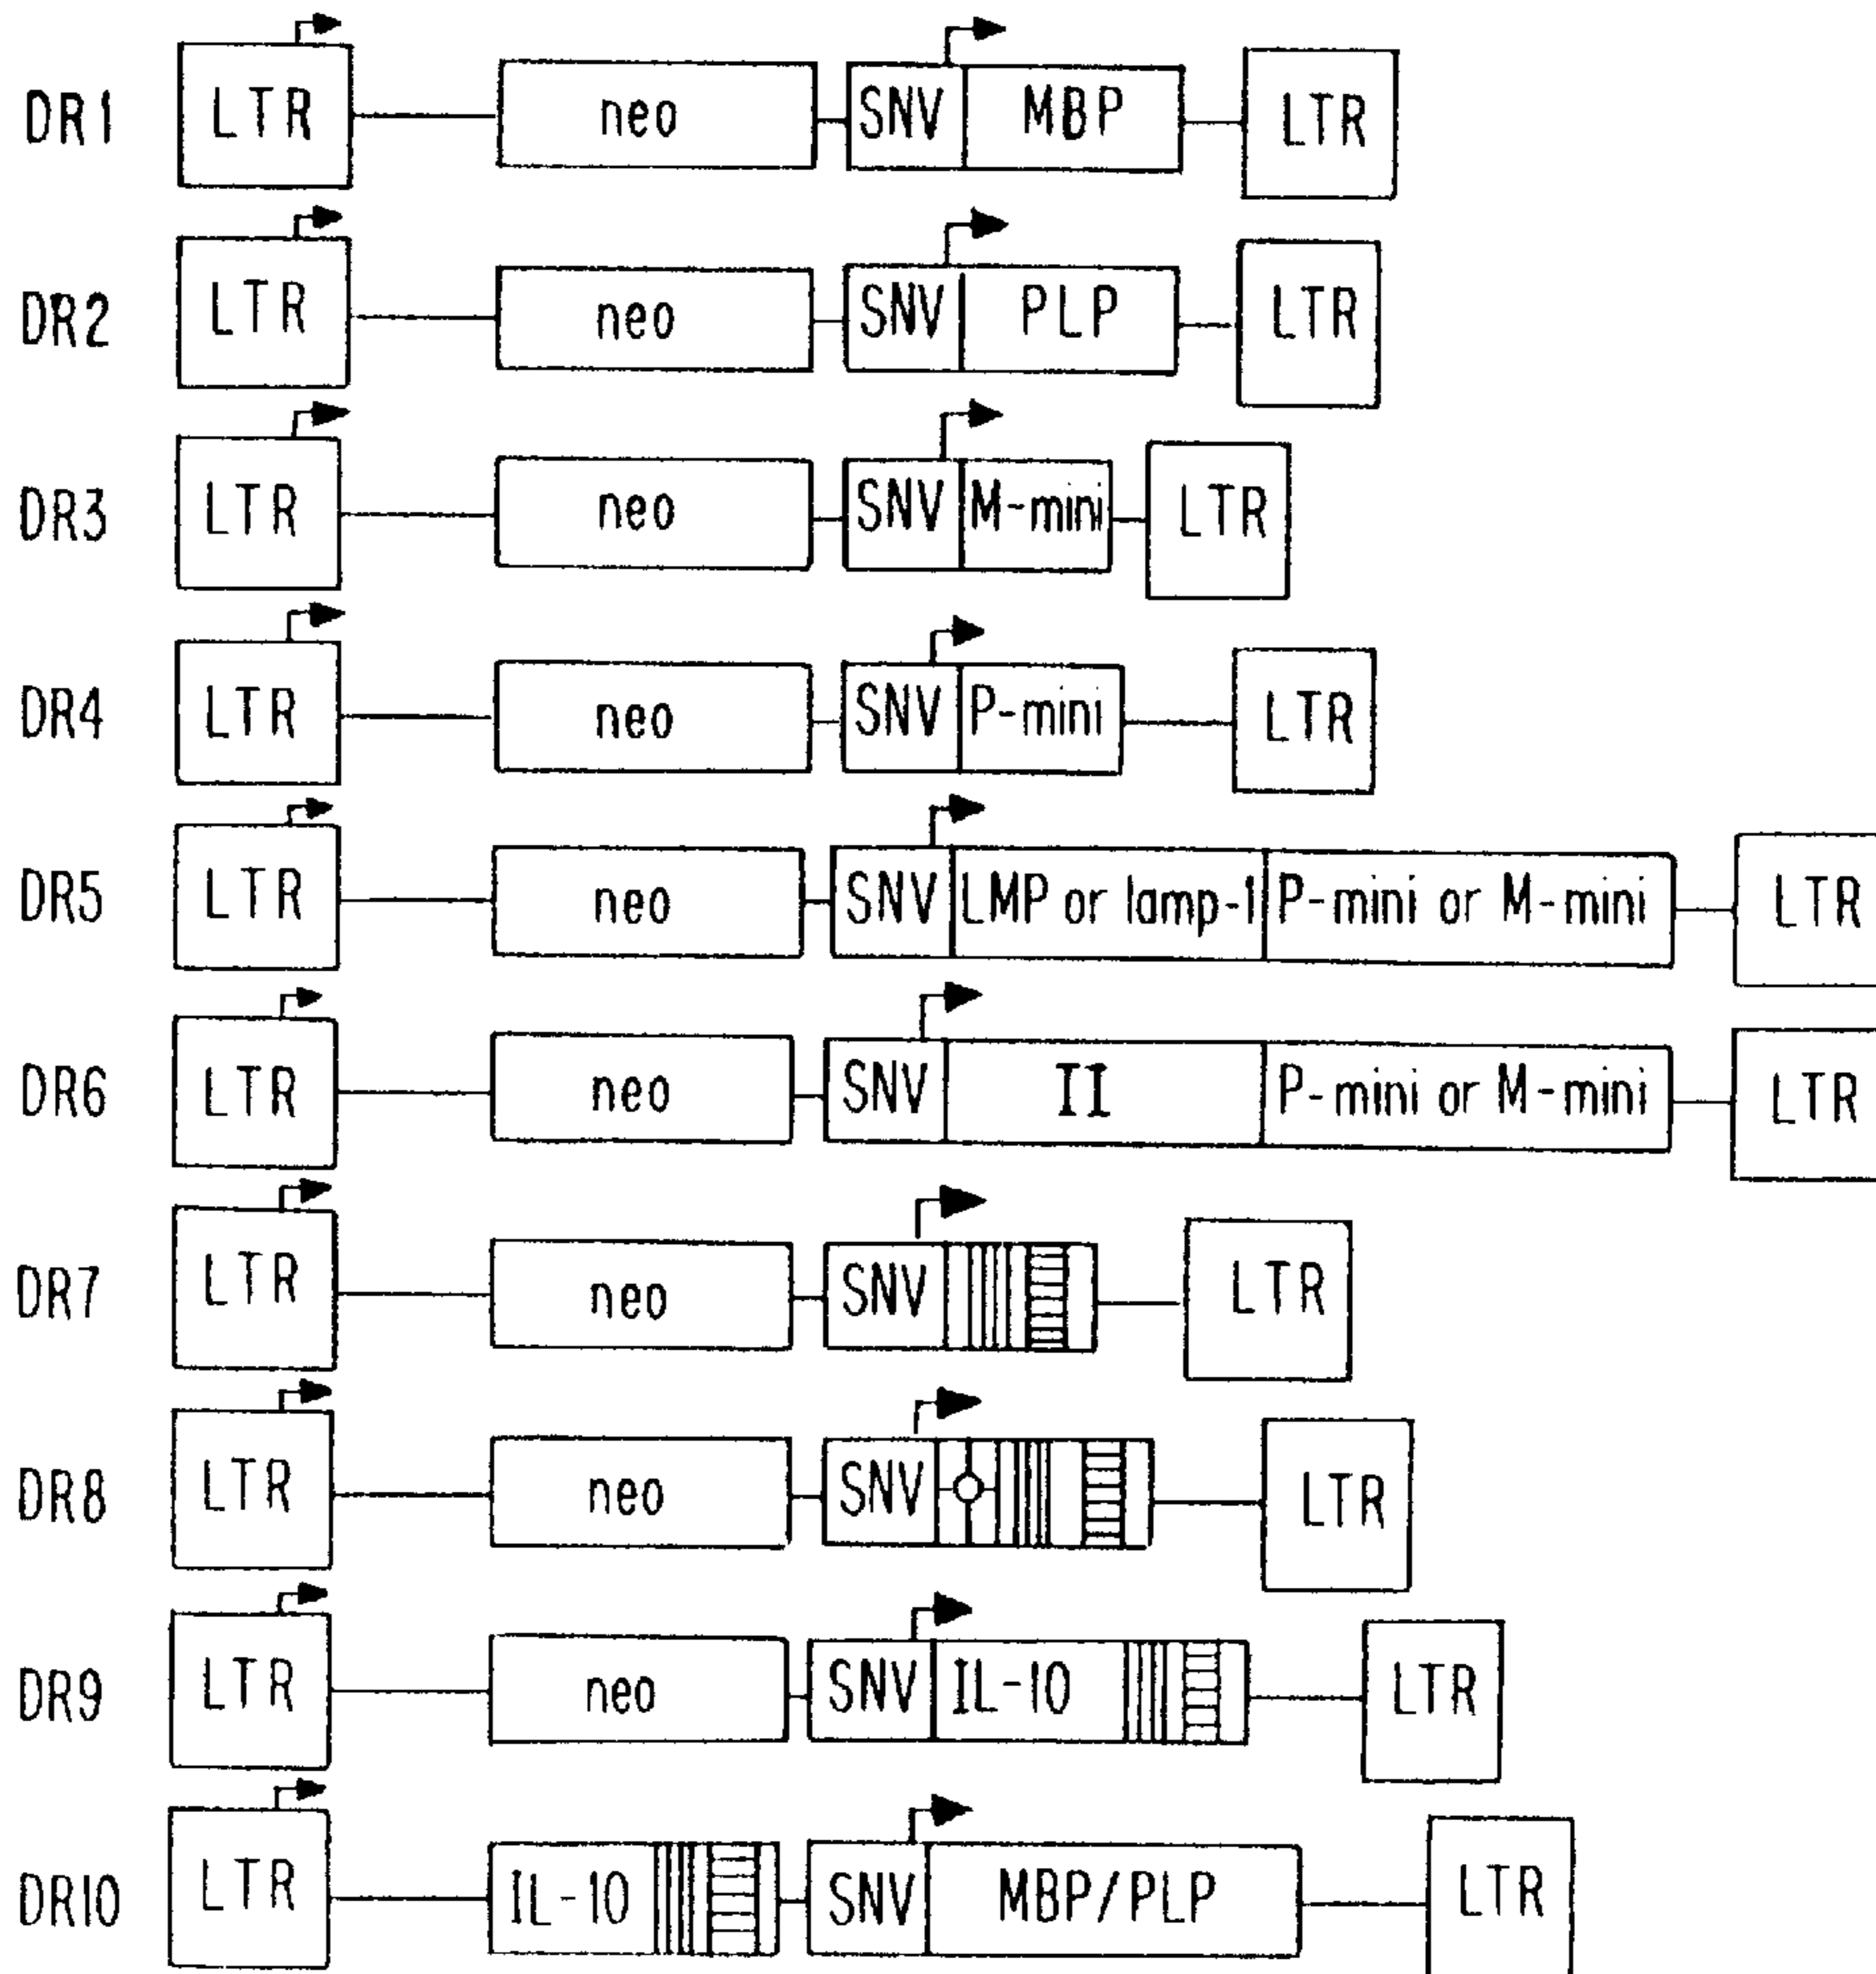 DR1 LTR neo SNV MBP LTR
DR2 LTR neo SNV PLP LTR
DR3 LTR neo SNV M-mini LTR
DR4 LTR neo SNV P-mini LTR
DR5 LTR neo SNV LMP or lamp-1 P-mini or M-mini LTR
DR6 LTR neo SNV II P-mini or M-mini LTR
DR7 LTR neo SNV LTR
DR8 LTR neo SNV LTR
DR9 LTR neo SNV IL-10 LTR
DR10 LTR IL-10 SNV MBP/PLP LTR